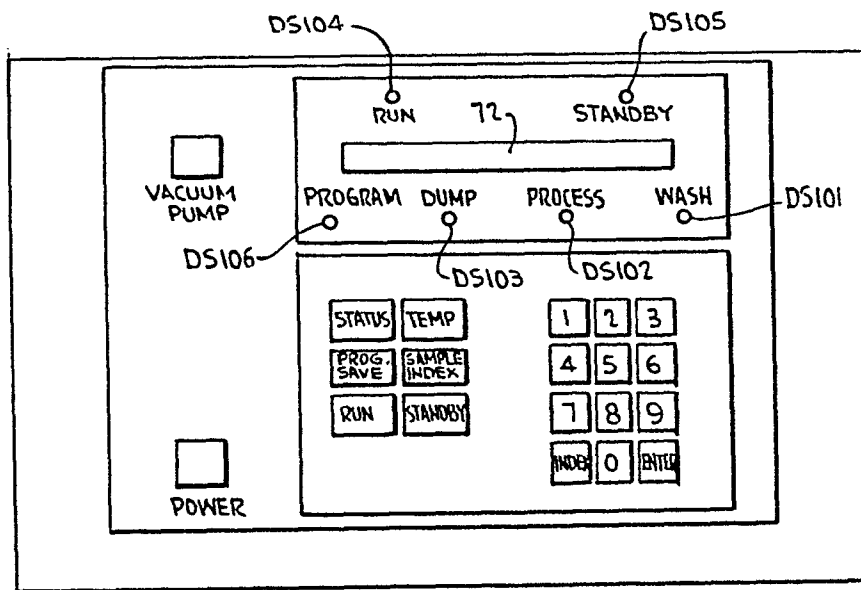 DS104
DS105
RUN
72
STANDBY
VACUUM
PUMP
PROGRAM
DUMP
PROCESS
WASH
DS101
DS106
DS103
DS102
STATUS
TEMP
1
2
3
PROG.
SAVE
SAMPLE
INDEX
4
5
6
RUN
STANDBY
7
8
9
INDEX
0
ENTER
POWER